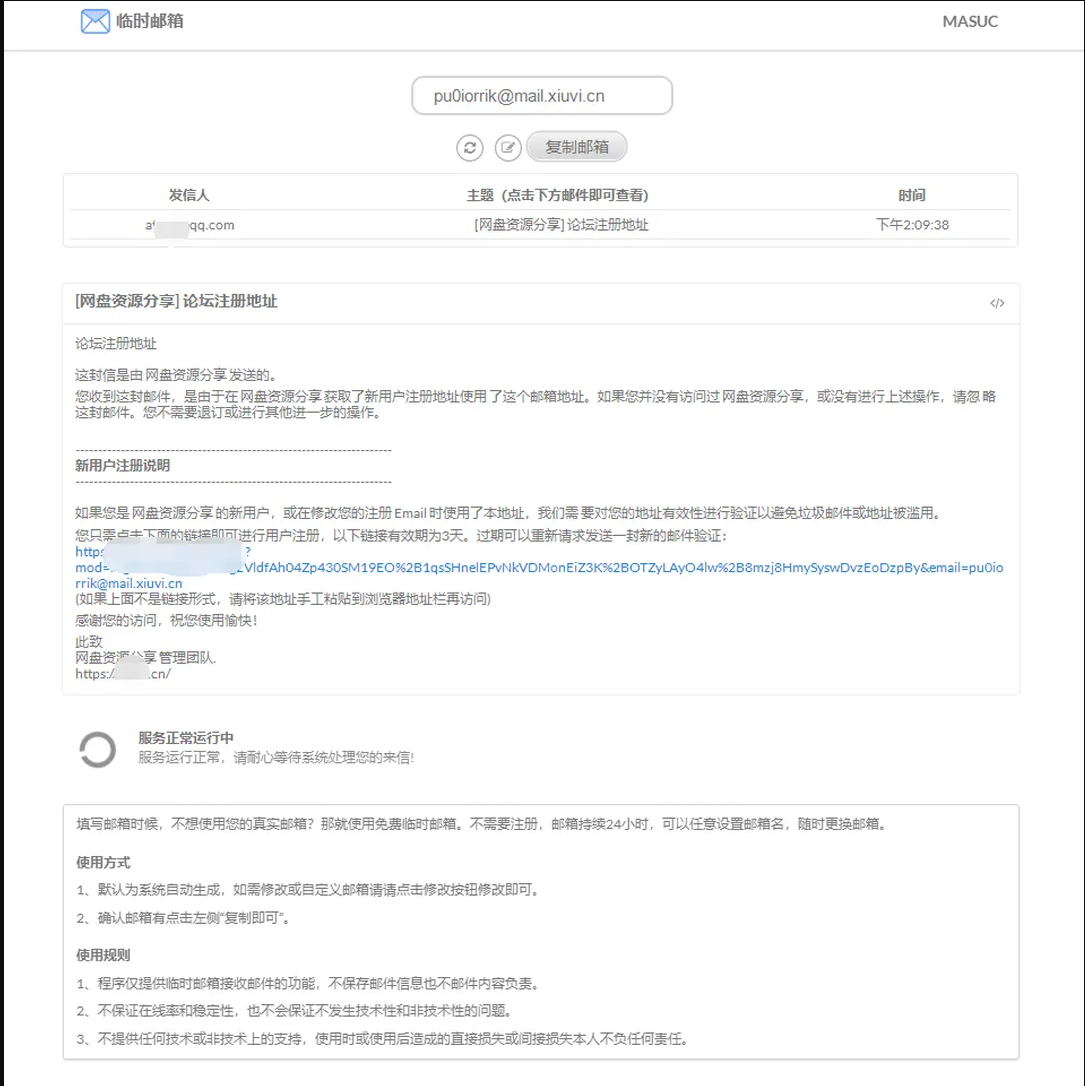 临时邮箱
MASUC
pu0iorrik@mail.xiuvi.cn
复制邮箱
发信人 主题（点击下方邮件即可查看） 时间
qq.com [网盘资源分享] 论坛注册地址 下午2:09:38
[网盘资源分享] 论坛注册地址
</>
论坛注册地址
这封信是由 网盘资源分享 发送的。
您收到这封邮件，是由于在 网盘资源分享 获取了新用户注册地址使用 了这个邮箱地址。如果您并没有访问过 网盘资源分享，或没有进行上述操作，请忽 略
这封邮件。您不需要退订或进行其他进一步的操作。
----------------------------------------------------------------------
新用户注册说明
----------------------------------------------------------------------
如果您是 网盘资源分享 的新用户，或在修改您的注册 Email 时使用了本地址，我们需 要对您的地址有效性进行验证以避免垃圾邮件或地址被滥用。
您只需点击下面的链接即可进行用户注册，以下链接有效期为3天。过期可以重新请求发送一封新的邮件验证：
http ?
mod= VldfAh04Zp430SM19EO%2B1qsSHnelEPvNkVDMonEiZ3K%2BOTZyLAyO4lw%2B8mzj8HmySyswDvzEoDzpBy&email=pu0io
rrik@mail.xiuvi.cn
(如果上面不是链接形式，请将该地址手工粘贴到浏览器地址栏再访问)
感谢您的访问，祝您使用愉快！
此致
网盘资源分享 管理团队.
https:/ .cn/
服务正常运行中
服务运行正常，请耐心等待系统处理您的来信!
填写邮箱时候，不想使用您的真实邮箱？那就使用免费临时邮箱。不需要注册，邮箱持续24小时，可以任意设置邮箱名，随时更换邮箱。
使用方式
1、默认为系统自动生成，如需修改或自定义邮箱请请点击修改按钮修改即可。
2、确认邮箱有点击左侧“复制即可”。
使用规则
1、程序仅提供临时邮箱接收邮件的功能，不保存邮件信息也不邮件内容负责。
2、不保证在线率和稳定性，也不会保证不发生技术性和非技术性的问题。
3、不提供任何技术或非技术上的支持，使用时或使用后造成的直接损失或间接损失本人不负任何责任。